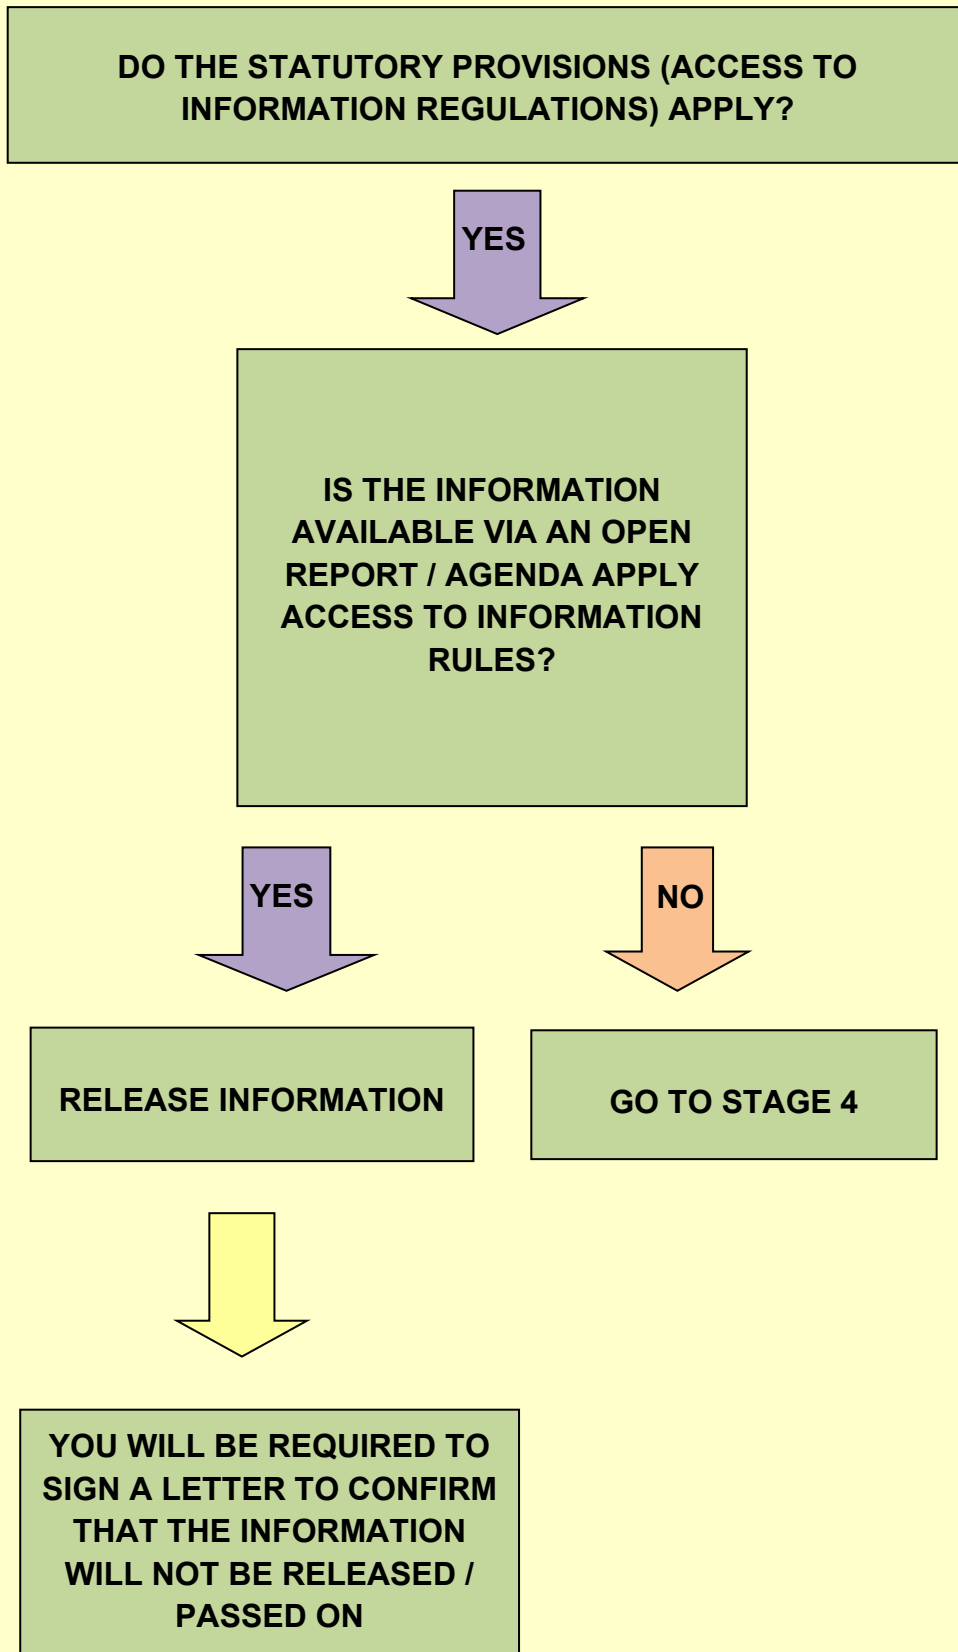 DO THE STATUTORY PROVISIONS (ACCESS TO
INFORMATION REGULATIONS) APPLY?
YES
IS THE INFORMATION
AVAILABLE VIA AN OPEN
REPORT / AGENDA APPLY
ACCESS TO INFORMATION
RULES?
YES
NO
RELEASE INFORMATION
GO TO STAGE 4
YOU WILL BE REQUIRED TO
SIGN A LETTER TO CONFIRM
THAT THE INFORMATION
WILL NOT BE RELEASED /
PASSED ON